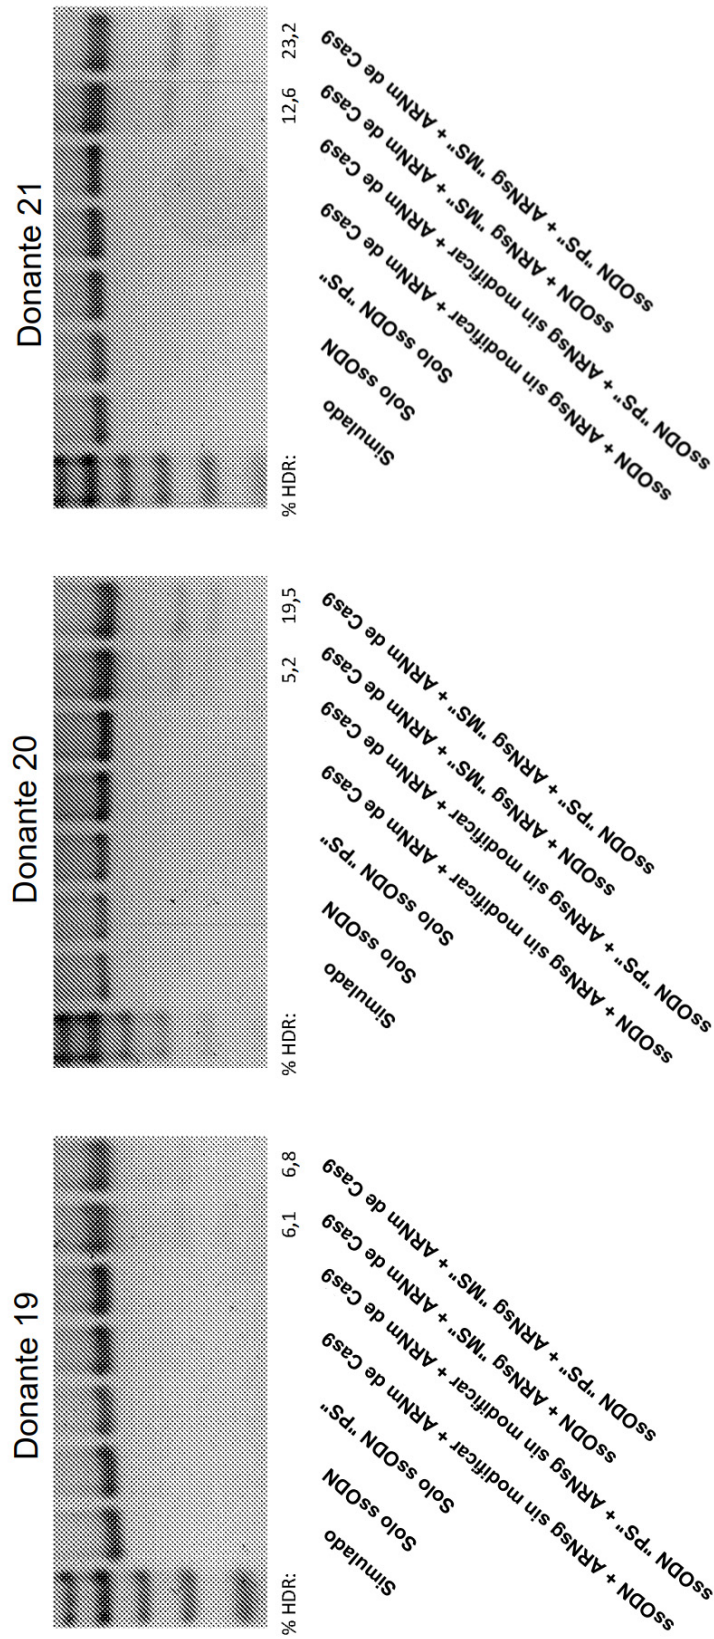 Donante 19
% HDR:
6,1
6,8
Simulado
Solo ssODN
Solo ssODN "PS"
ssODN + ARNsg sin modificar + ARNm de Cas9
ssODN "PS" + ARNsg sin modificar + ARNm de Cas9
ssODN + ARNsg "MS" + ARNm de Cas9
ssODN "PS" + ARNsg "MS" + ARNm de Cas9
Donante 20
% HDR:
5,2
19,5
Simulado
Solo ssODN
Solo ssODN "PS"
ssODN + ARNsg sin modificar + ARNm de Cas9
ssODN "PS" + ARNsg sin modificar + ARNm de Cas9
ssODN + ARNsg "MS" + ARNm de Cas9
ssODN "PS" + ARNsg "MS" + ARNm de Cas9
Donante 21
% HDR:
12,6
23,2
Simulado
Solo ssODN
Solo ssODN "PS"
ssODN + ARNsg sin modificar + ARNm de Cas9
ssODN "PS" + ARNsg sin modificar + ARNm de Cas9
ssODN + ARNsg "MS" + ARNm de Cas9
ssODN "PS" + ARNsg "MS" + ARNm de Cas9